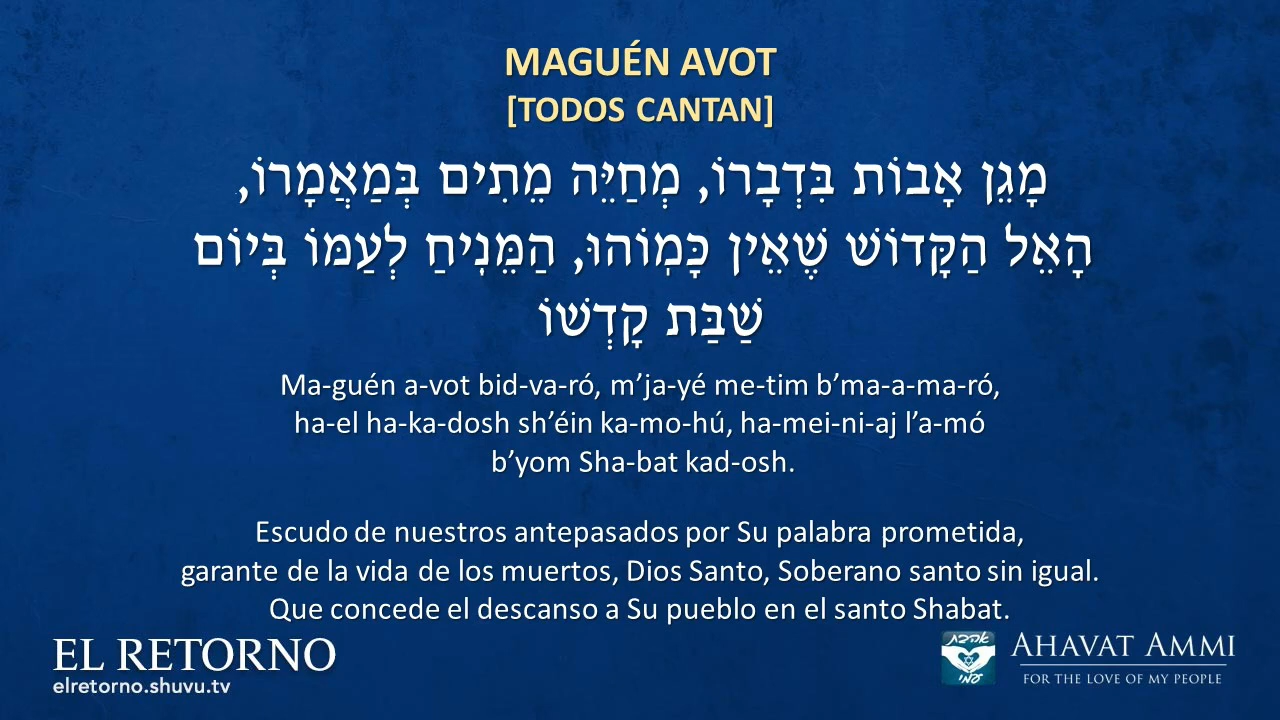 MAGUÉN AVOT
[TODOS CANTAN]
מָגֵן אָבוֹת בִּדְבָרוֹ, מְחַיֵּה מֵתִים בְּמַאֲמָרוֹ,
הָאֵל הַקָּדוֹשׁ שֶׁאֵין כָּמֽוֹהוּ, הַמֵּנִֽיחַ לְעַמּוֹ בְּיוֹם
שַׁבַּת קָדְשׁוֹ
Ma-guén a-vot bid-va-ró, m’ja-yé me-tim b’ma-a-ma-ró,
ha-el ha-ka-dosh sh’éin ka-mo-hú, ha-mei-ni-aj l’a-mó
b’yom Sha-bat kad-osh.
Escudo de nuestros antepasados por Su palabra prometida,
garante de la vida de los muertos, Dios Santo, Soberano santo sin igual.
Que concede el descanso a Su pueblo en el santo Shabat.
EL RETORNO
elretorno.shuvu.tv
אהבת
עמי
AHAVAT AMMI
FOR THE LOVE OF MY PEOPLE